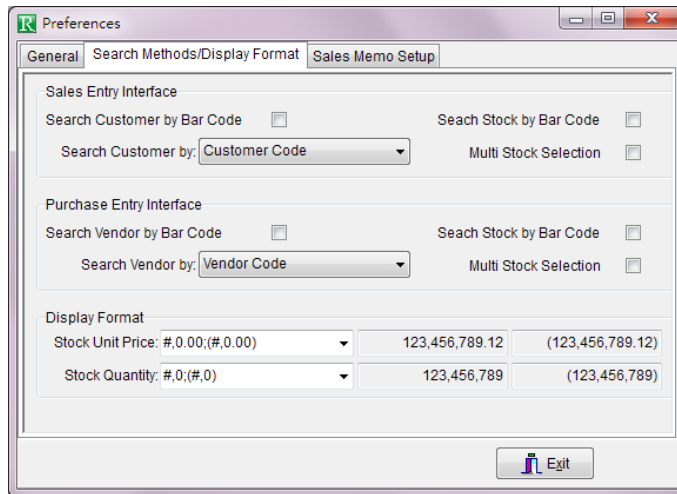 R Preferences
General Search Methods/Display Format Sales Memo Setup
Sales Entry Interface
Search Customer by Bar Code Seach Stock by Bar Code
Search Customer by: Customer Code Multi Stock Selection
Purchase Entry Interface
Search Vendor by Bar Code Seach Stock by Bar Code
Search Vendor by: Vendor Code Multi Stock Selection
Display Format
Stock Unit Price: #,0.00;(#,0.00) 123,456,789.12 (123,456,789.12)
Stock Quantity: #,0;(#,0) 123,456,789 (123,456,789)
Exit